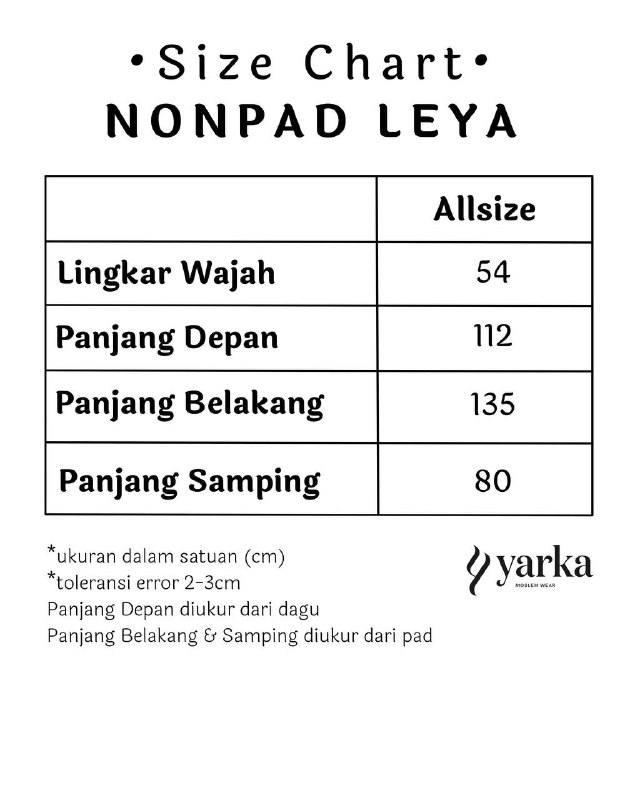 •Size Chart•
NONPAD LEYA
Allsize
Lingkar Wajah 54
Panjang Depan 112
Panjang Belakang 135
Panjang Samping 80
*ukuran dalam satuan (cm)
*toleransi error 2-3cm
Panjang Depan diukur dari dagu
Panjang Belakang & Samping diukur dari pad
yarka
MOSLEM WEAR